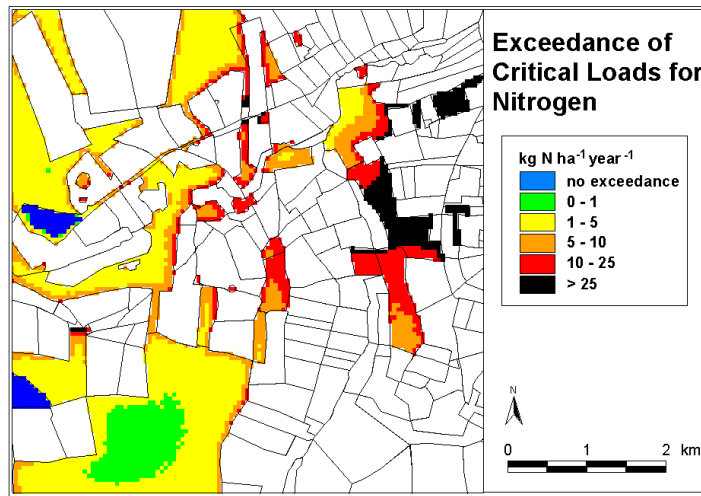 Exceedance of
Critical Loads for
Nitrogen
kg N ha⁻¹ year⁻¹
no exceedance
0 - 1
1 - 5
5 - 10
10 - 25
> 25
N
0 1 2 km